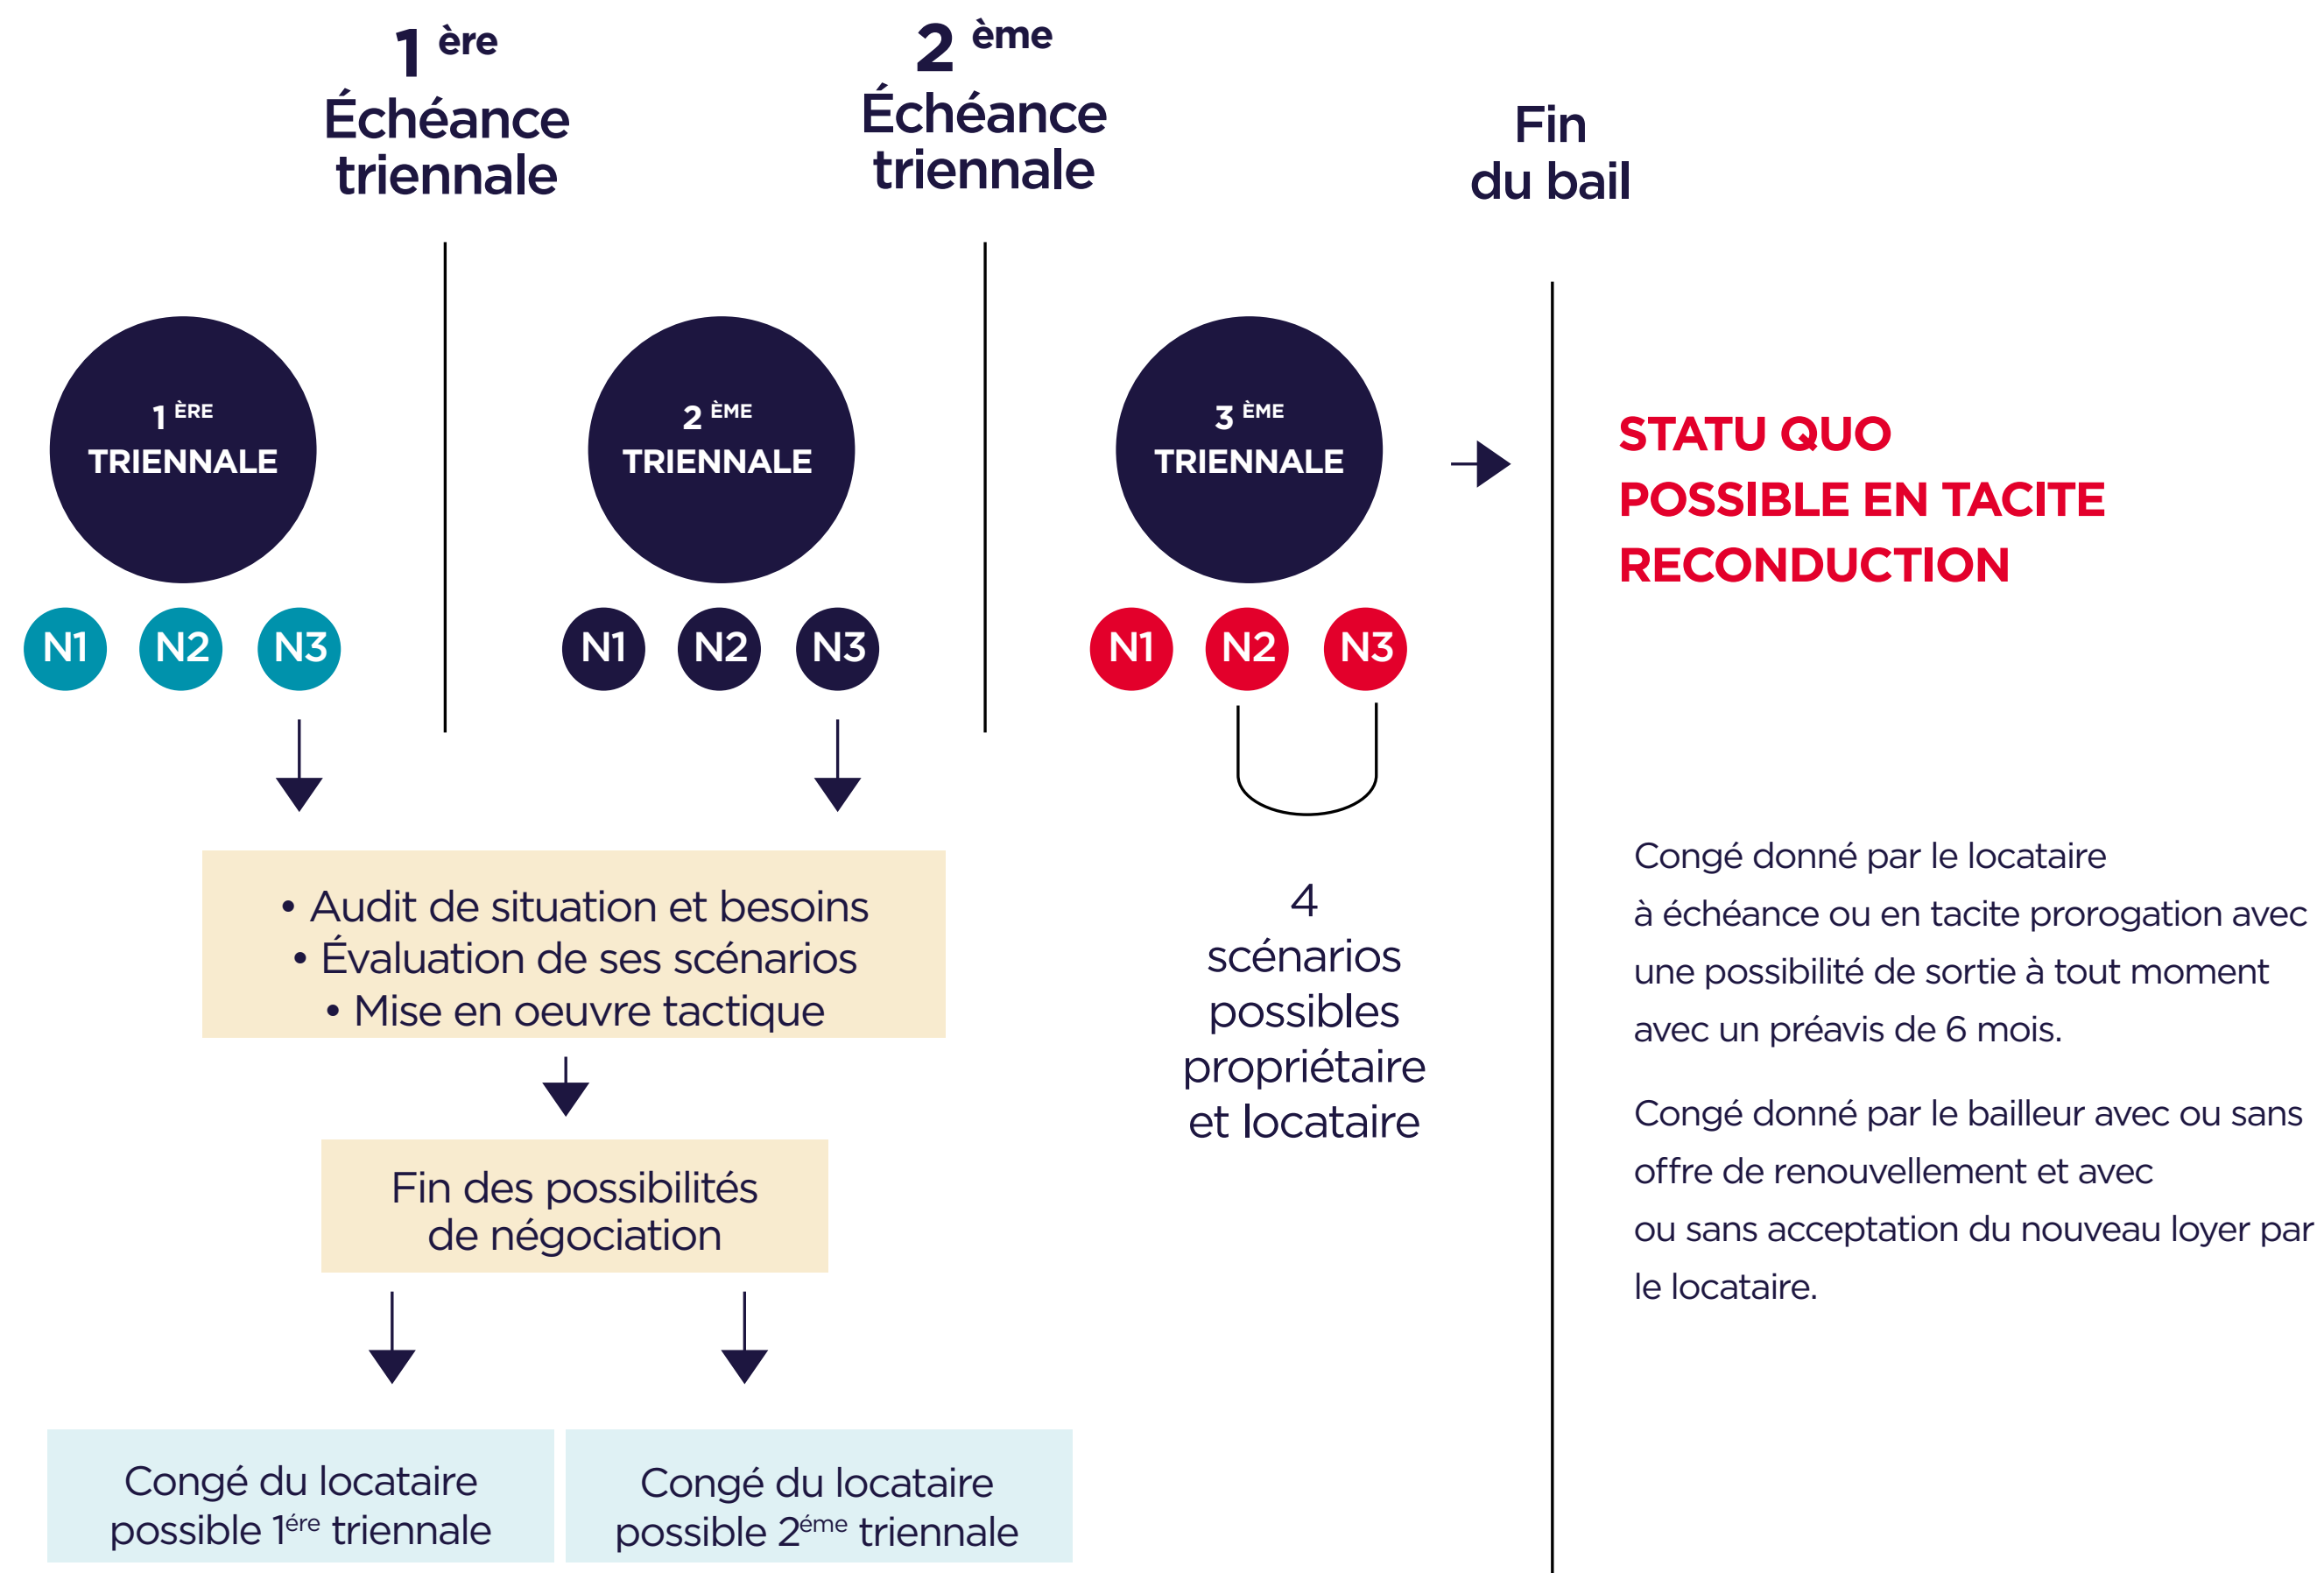 1 ère
Échéance
triennale
2 ème
Échéance
triennale
Fin
du bail
1 ÈRE
TRIENNALE
2 ÈME
TRIENNALE
3 ÈME
TRIENNALE
STATU QUO
POSSIBLE EN TACITE
RECONDUCTION
N1 N2 N3
N1 N2 N3
N1 N2 N3
• Audit de situation et besoins
• Évaluation de ses scénarios
• Mise en oeuvre tactique
Fin des possibilités
de négociation
Congé du locataire
possible 1ére triennale
Congé du locataire
possible 2éme triennale
4
scénarios
possibles
propriétaire
et locataire
Congé donné par le locataire
à échéance ou en tacite prorogation avec
une possibilité de sortie à tout moment
avec un préavis de 6 mois.
Congé donné par le bailleur avec ou sans
offre de renouvellement et avec
ou sans acceptation du nouveau loyer par
le locataire.